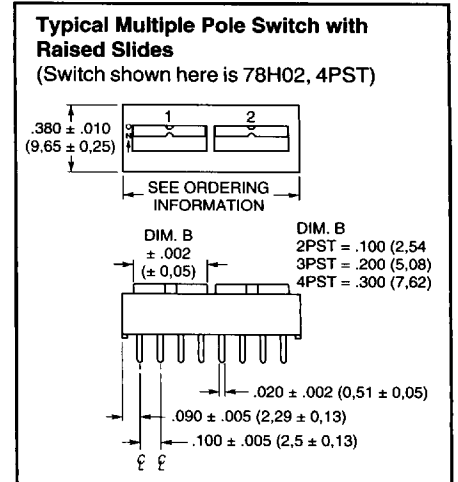 Typical Multiple Pole Switch with
Raised Slides
(Switch shown here is 78H02, 4PST)
1 2
.380 ± .010
(9,65 ± 0,25)
ON
SEE ORDERING
INFORMATION
DIM. B
± .002
(± 0,05)
DIM. B
2PST = .100 (2,54
3PST = .200 (5,08)
4PST = .300 (7,62)
.020 ± .002 (0,51 ± 0,05)
.090 ± .005 (2,29 ± 0,13)
.100 ± .005 (2,5 ± 0,13)
℄ ℄